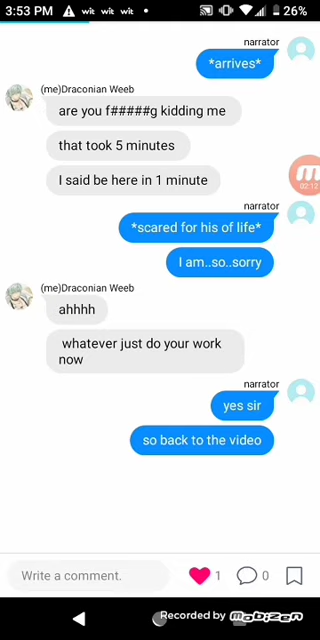 3:53 PM wit wit wit 26%
narrator
*arrives*
(me)Draconian Weeb
are you f#####g kidding me
that took 5 minutes
I said be here in 1 minute
02:12
narrator
*scared for his of life*
I am..so..sorry
(me)Draconian Weeb
ahhhh
whatever just do your work
now
narrator
yes sir
so back to the video
Write a comment.
1
0
Recorded by mobizen